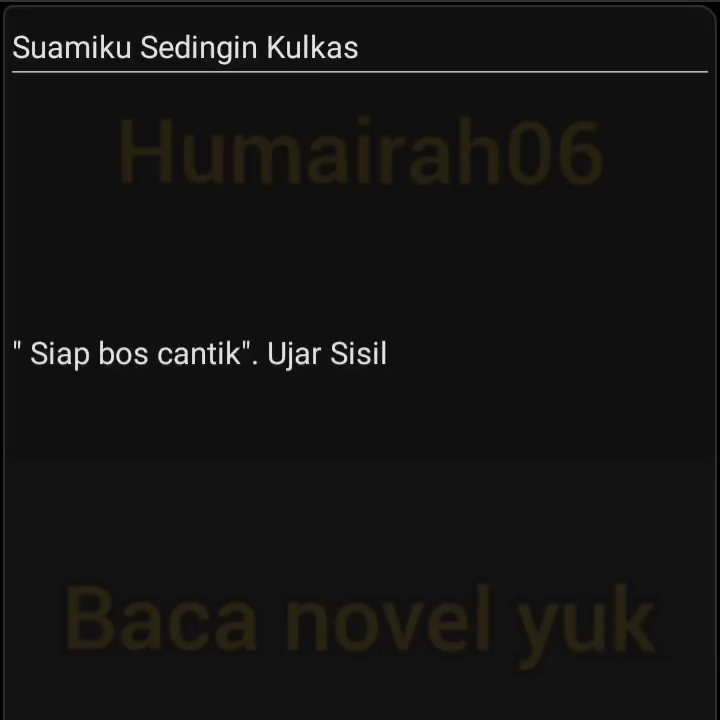 Suamiku Sedingin Kulkas
Humairah06
" Siap bos cantik". Ujar Sisil
Baca novel yuk